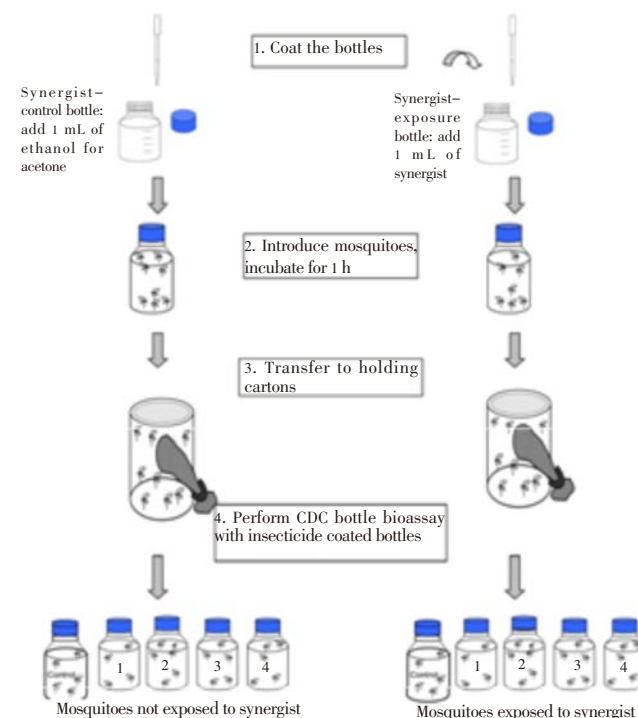 1. Coat the bottles
Synergist–
control bottle:
add 1 mL of
ethanol for
acetone
Synergist–
exposure
bottle: add
1 mL of
synergist
2. Introduce mosquitoes,
incubate for 1 h
3. Transfer to holding
cartons
4. Perform CDC bottle bioassay
with insecticide coated bottles
Control
1
2
3
4
Mosquitoes not exposed to synergist
Control
1
2
3
4
Mosquitoes exposed to synergist